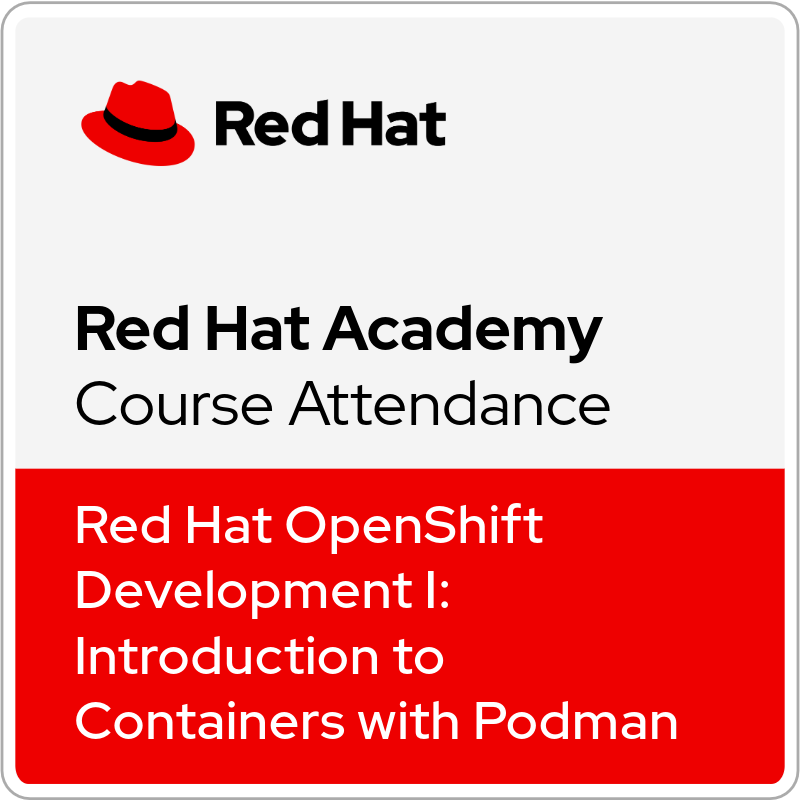 Red Hat
Red Hat Academy
Course Attendance
Red Hat OpenShift
Development I:
Introduction to
Containers with Podman